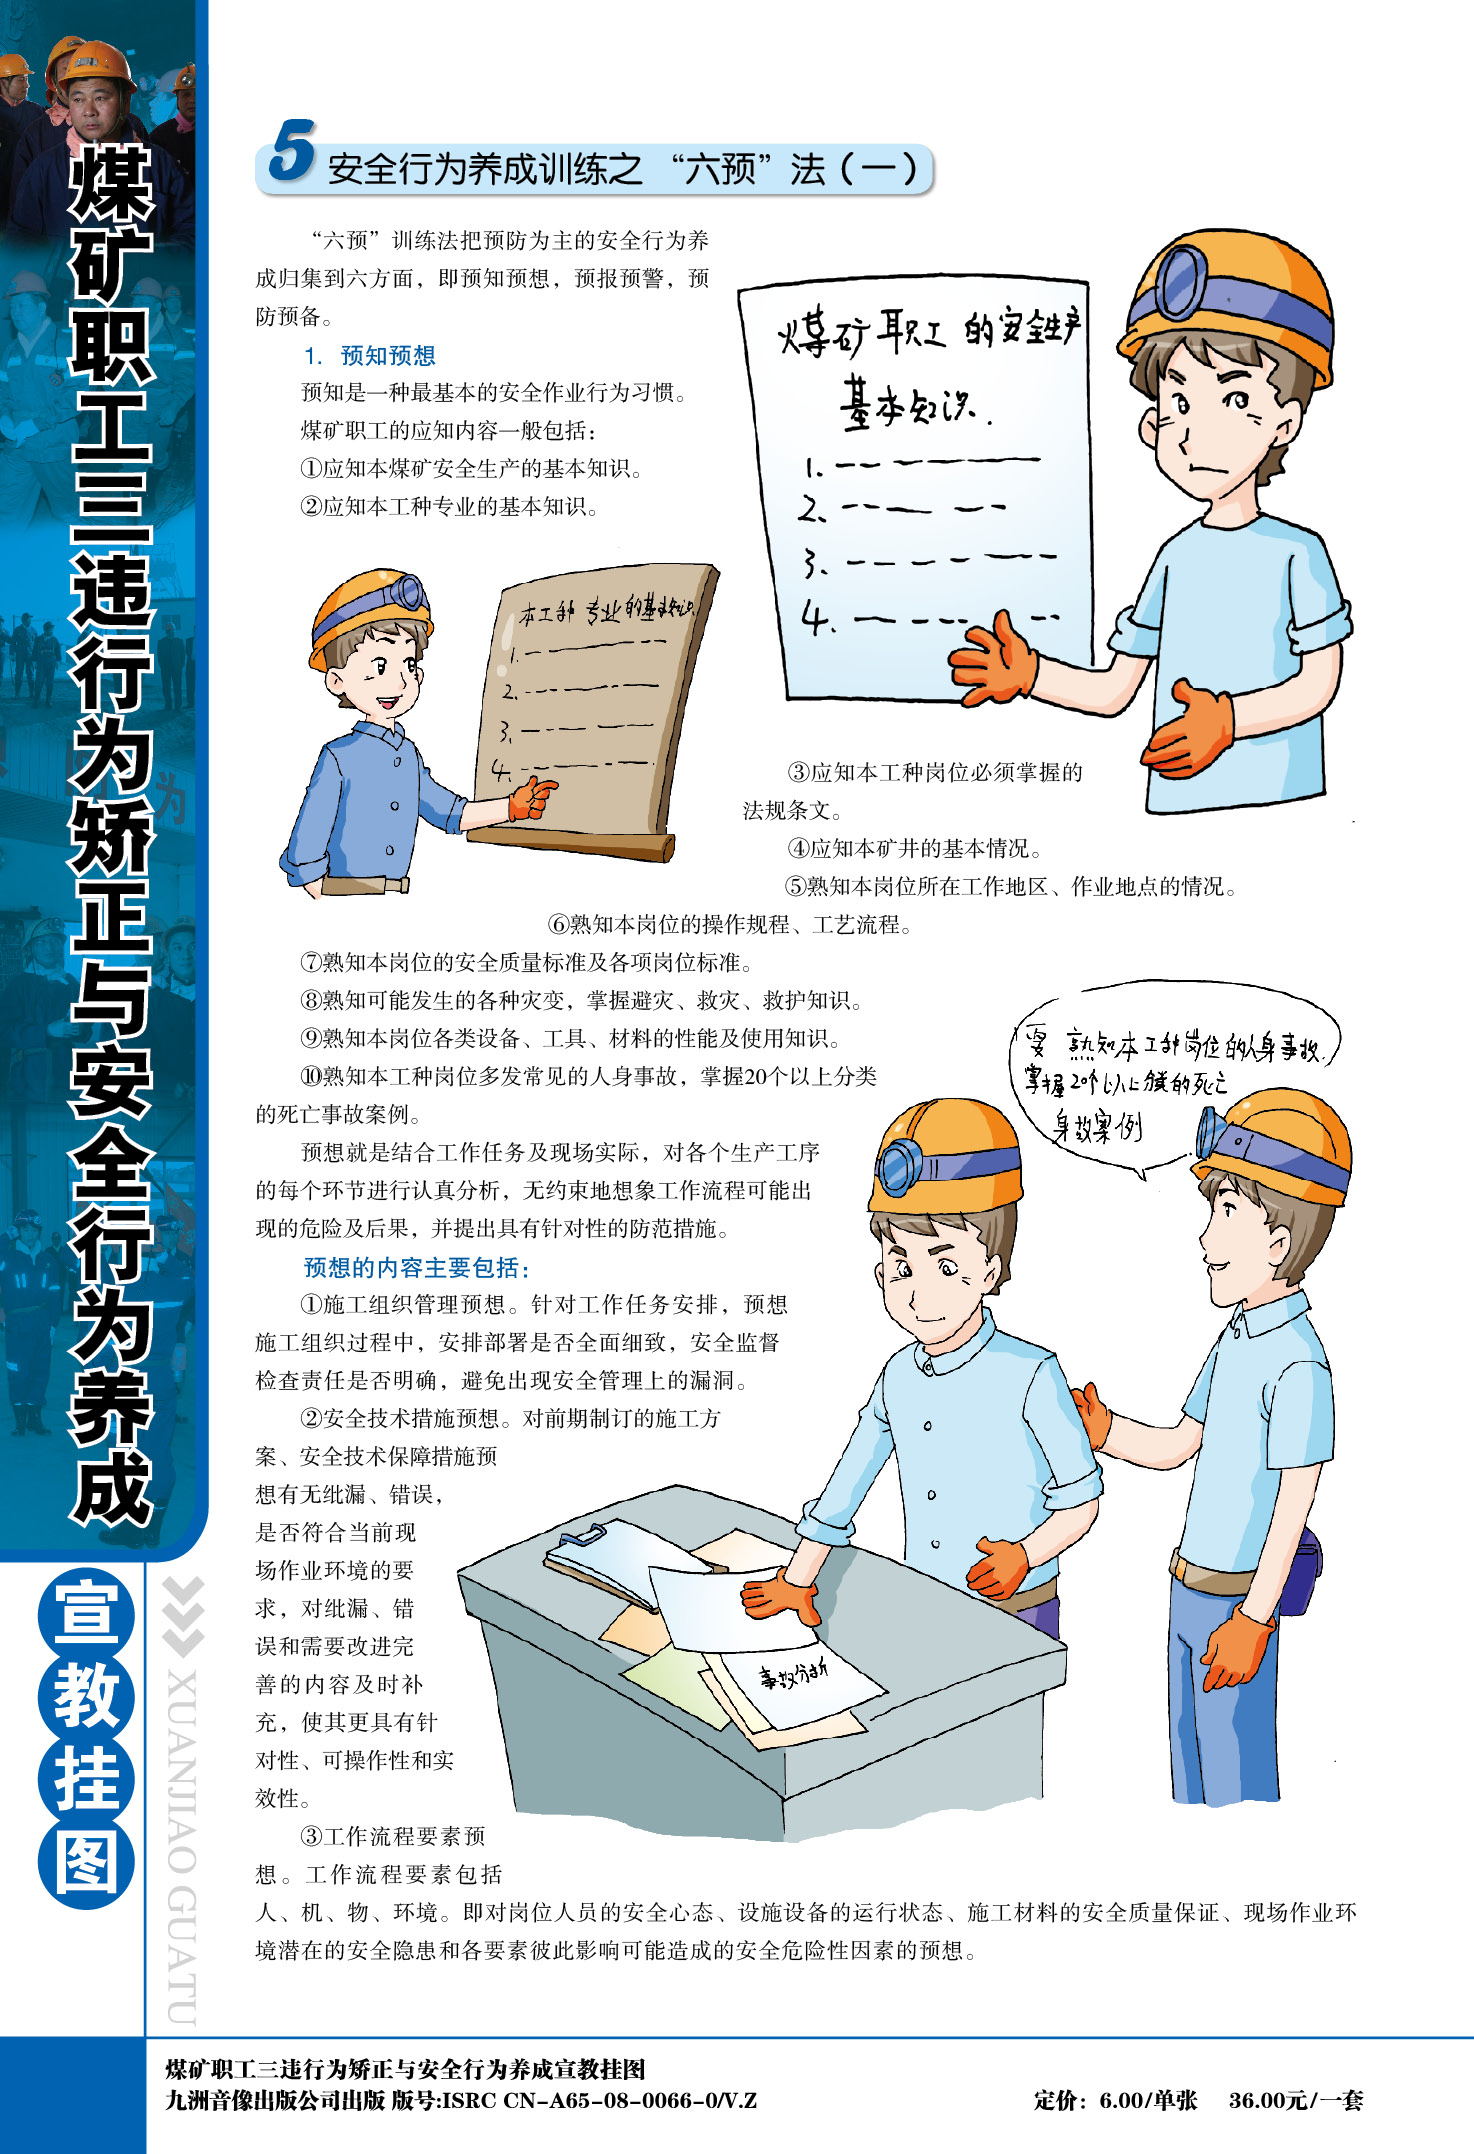 煤矿职工三违行为矫正与安全行为养成
宣教挂图
XUANJIAO GUATU
5 安全行为养成训练之 “六预” 法（一）
“六预”训练法把预防为主的安全行为养
成归集到六方面，即预知预想，预报预警，预
防预备。
1. 预知预想
预知是一种最基本的安全作业行为习惯。
煤矿职工的应知内容一般包括：
①应知本煤矿安全生产的基本知识。
②应知本工种专业的基本知识。
煤矿职工的安全生产
基本知识.
1.
2、
3、
4、
本工种 专业的基本知识
1.
2、
3、
4、
③应知本工种岗位必须掌握的
法规条文。
④应知本矿井的基本情况。
⑤熟知本岗位所在工作地区、作业地点的情况。
⑥熟知本岗位的操作规程、工艺流程。
⑦熟知本岗位的安全质量标准及各项岗位标准。
⑧熟知可能发生的各种灾变，掌握避灾、救灾、救护知识。
⑨熟知本岗位各类设备、工具、材料的性能及使用知识。
⑩熟知本工种岗位多发常见的人身事故，掌握20个以上分类
的死亡事故案例。
要 熟知本工种岗位的人身事故，
掌握20个以上分类的死亡
身故案例
预想就是结合工作任务及现场实际，对各个生产工序
的每个环节进行认真分析，无约束地想象工作流程可能出
现的危险及后果，并提出具有针对性的防范措施。
预想的内容主要包括：
①施工组织管理预想。针对工作任务安排，预想
施工组织过程中，安排部署是否全面细致，安全监督
检查责任是否明确，避免出现安全管理上的漏洞。
②安全技术措施预想。对前期制订的施工方
案、安全技术保障措施预
想有无纰漏、错误，
是否符合当前现
场作业环境的要
求，对纰漏、错
误和需要改进完
善的内容及时补
充，使其更具有针
对性、可操作性和实
效性。
事故分析
③工作流程要素预
想。工作流程要素包括
人、机、物、环境。即对岗位人员的安全心态、设施设备的运行状态、施工材料的安全质量保证、现场作业环
境潜在的安全隐患和各要素彼此影响可能造成的安全危险性因素的预想。
煤矿职工三违行为矫正与安全行为养成宣教挂图
九洲音像出版公司出版 版号:ISRC CN-A65-08-0066-0/V.Z
定价：6.00/单张 36.00元/一套